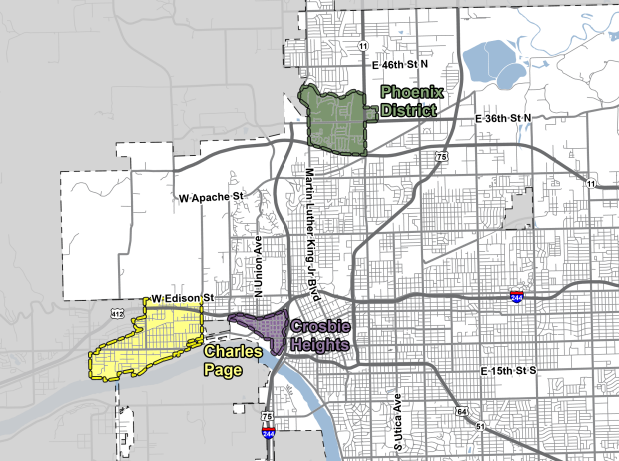 11
E 46th St N
Phoenix
District
E 36th St N
75
11
W Apache St
Martin Luther King Jr Blvd
N Union Ave
W Edison St
412
244
Crosbie
Heights
Charles
Page
E 15th St S
S Utica Ave
75
244
64
51